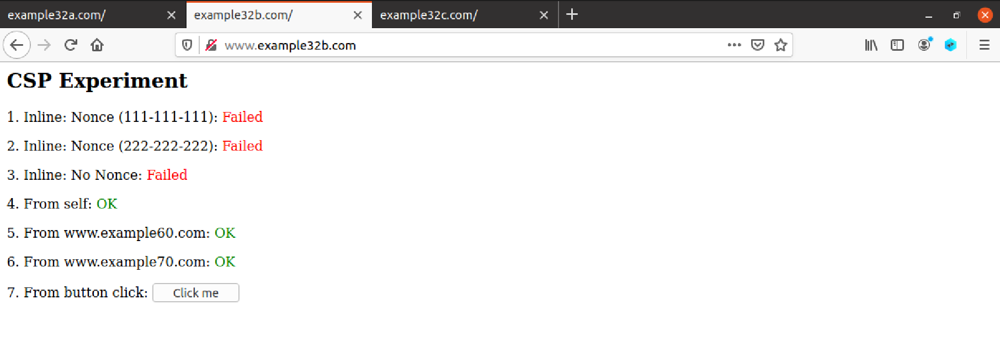 example32a.com/ example32b.com/ example32c.com/
www.example32b.com
CSP Experiment
1. Inline: Nonce (111-111-111): Failed
2. Inline: Nonce (222-222-222): Failed
3. Inline: No Nonce: Failed
4. From self: OK
5. From www.example60.com: OK
6. From www.example70.com: OK
7. From button click: Click me